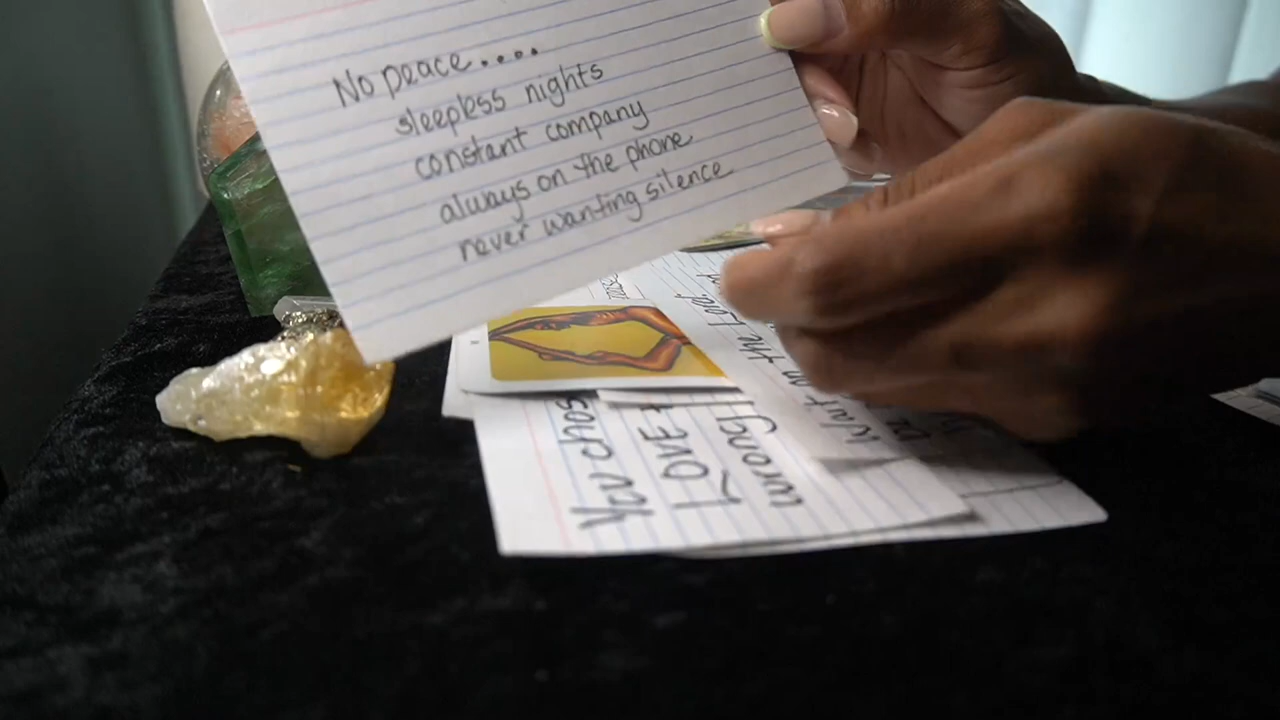 No peace....
sleepless nights
constant company
always on the phone
never wanting silence
on the Lord
Wait
You chos
LOVE +
wrong